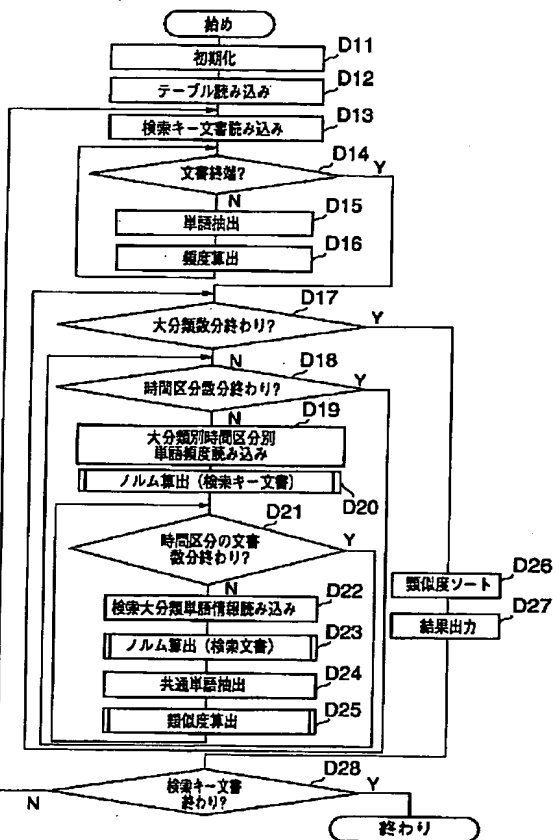 始め
初期化 D11
テーブル読み込み D12
検索キー文書読み込み D13
文書終端? D14
Y
N
単語抽出 D15
頻度算出 D16
大分類数分終わり? D17
Y
N
時間区分数分終わり? D18
Y
N
大分類別時間区分別 D19
単語頻度読み込み
ノルム算出(検索キー文書) D20
時間区分の文書 D21
数分終わり?
Y
N
検索大分類単語情報読み込み D22
ノルム算出(検索文書) D23
共通単語抽出 D24
類似度算出 D25
類似度ソート D26
結果出力 D27
検索キー文書 D28
終わり?
N
Y
終わり